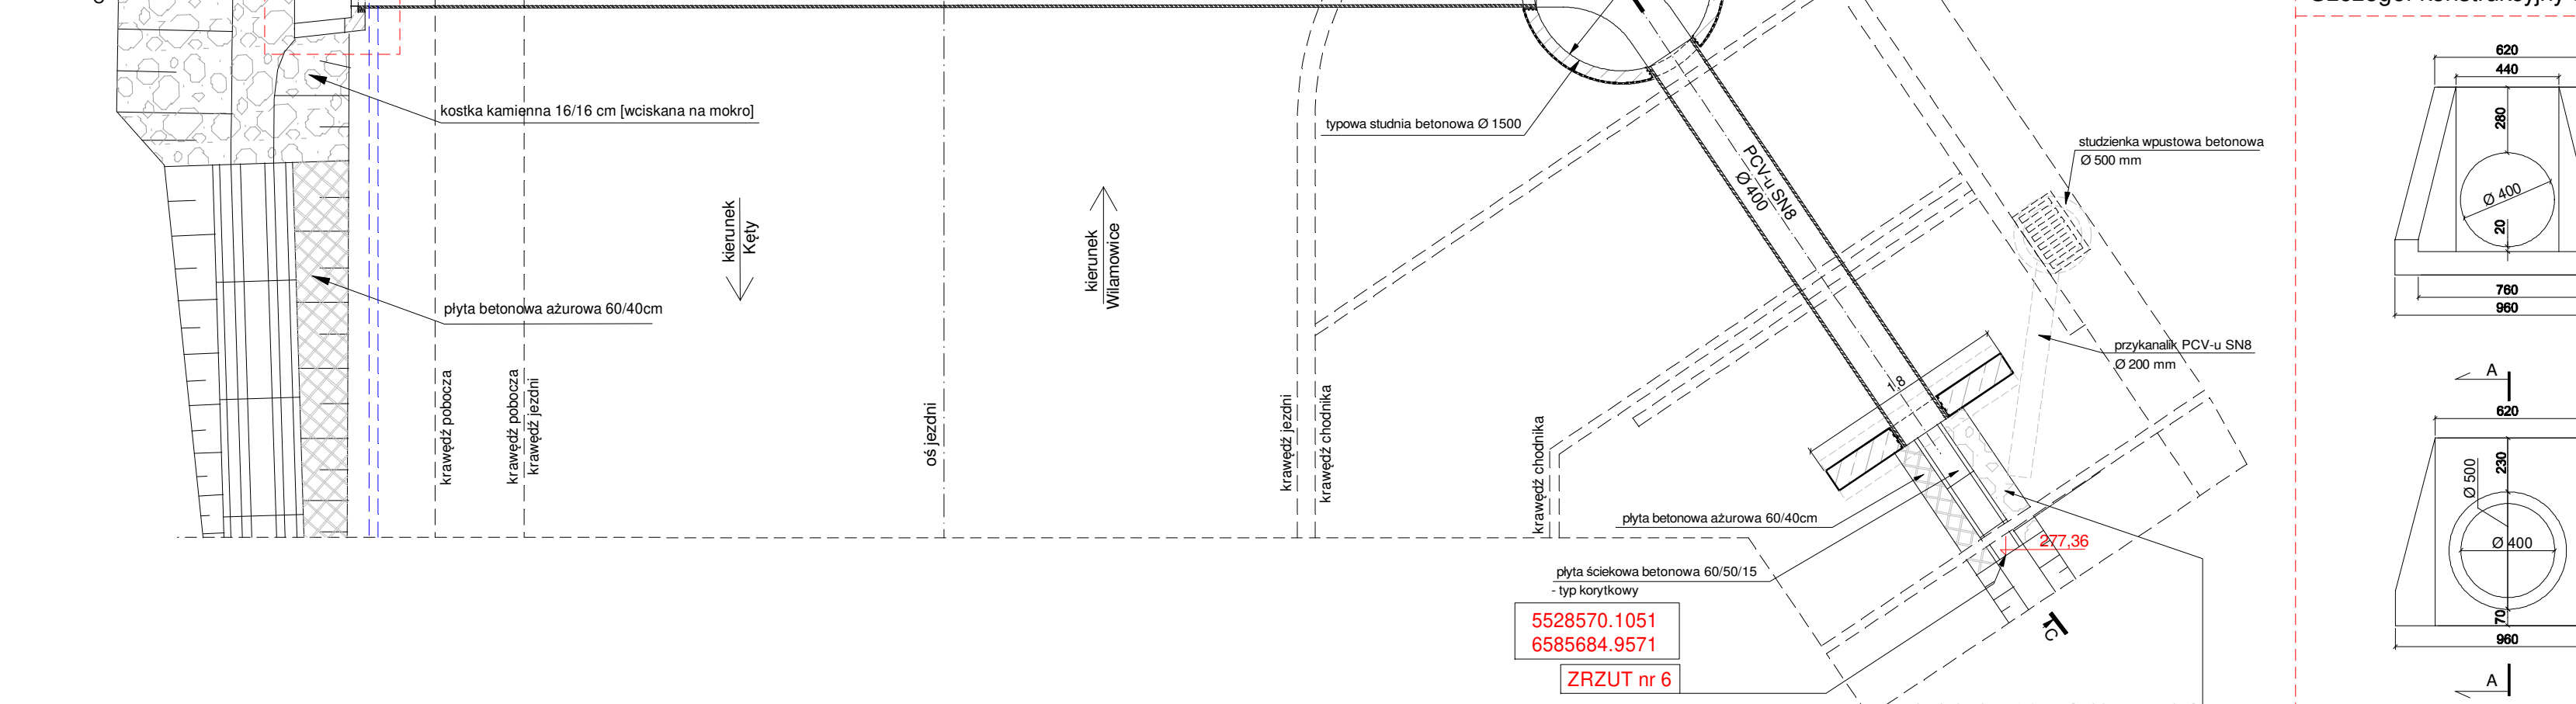 620
440
280
Ø 400
20
760
960
kostka kamienna 16/16 cm [wciskana na mokro]
typowa studnia betonowa Ø 1500
studzienka wpustowa betonowa
Ø 500 mm
PCV-u SN8
Ø 400
kierunek
Kęty
kierunek
Wilamowice
płyta betonowa ażurowa 60/40cm
przykanalik PCV-u SN8
Ø 200 mm
1,8
krawędź pobocza
krawędź pobocza
krawędź jezdni
oś jezdni
krawędź jezdni
krawędź chodnika
krawędź chodnika
A
620
Ø 500
230
Ø 400
70
960
A
płyta betonowa ażurowa 60/40cm
277,36
płyta ściekowa betonowa 60/50/15
- typ korytkowy
5528570.1051
6585684.9571
ZRZUT nr 6
C